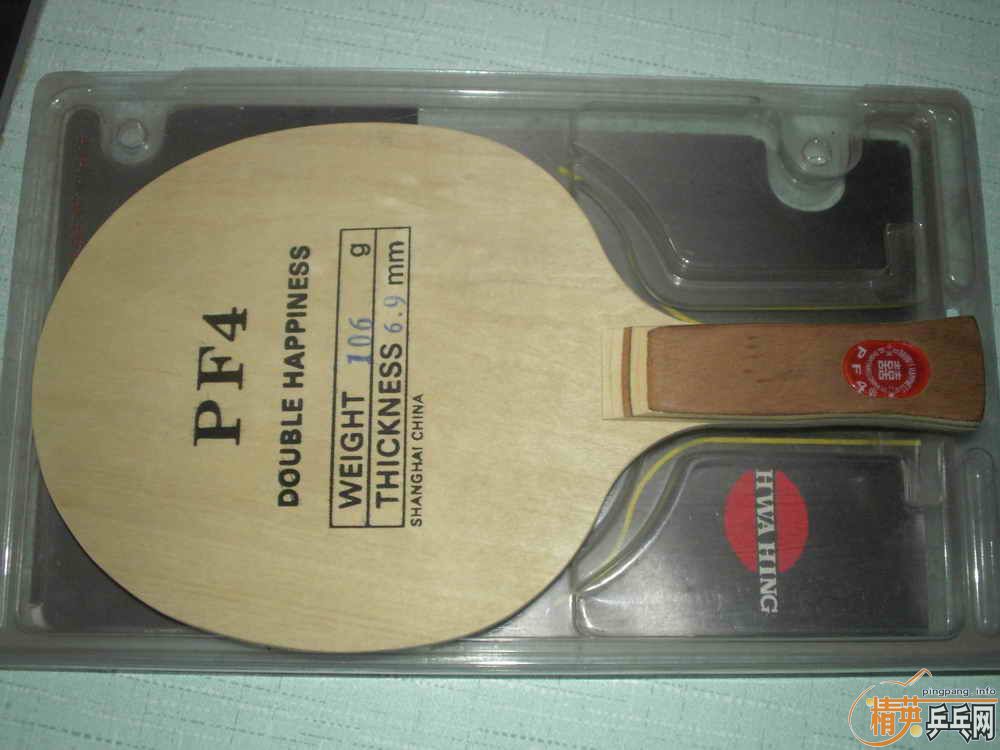 PF4
DOUBLE HAPPINESS
WEIGHT 106 g
THICKNESS 6.9 mm
SHANGHAI CHINA
PF4
HWA HING
pingpang.info
精英乒乓网